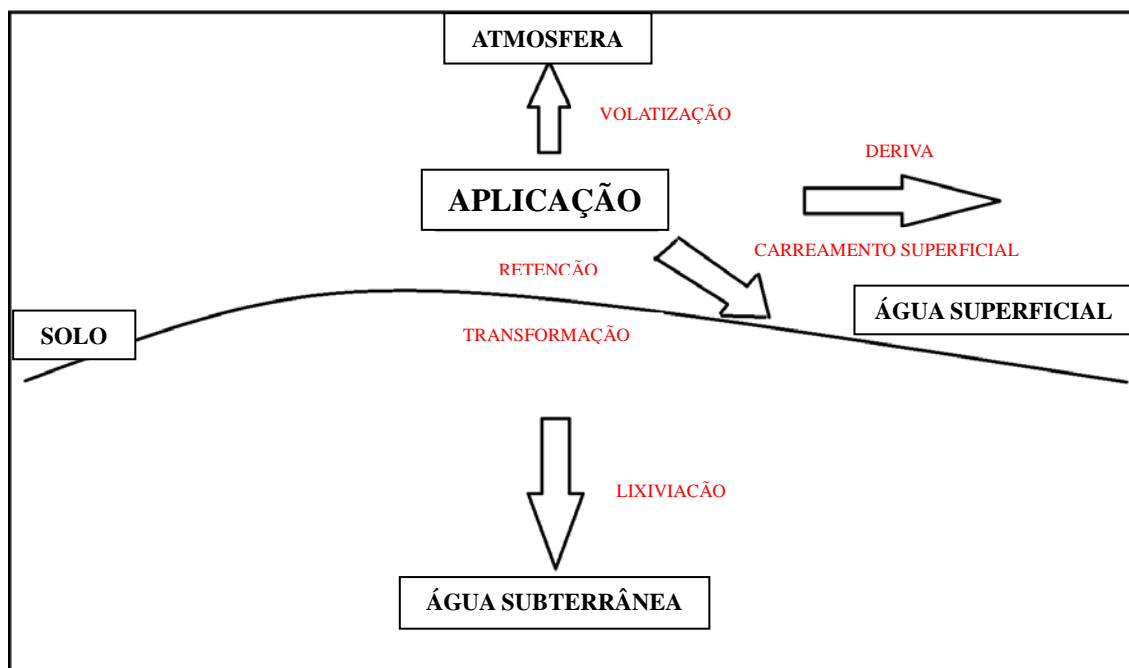 ATMOSFERA
VOLATIZAÇÃO
DERIVA
APLICAÇÃO
CARREAMENTO SUPERFICIAL
RETENÇÃO
ÁGUA SUPERFICIAL
SOLO
TRANSFORMAÇÃO
LIXIVIAÇÃO
ÁGUA SUBTERRÂNEA